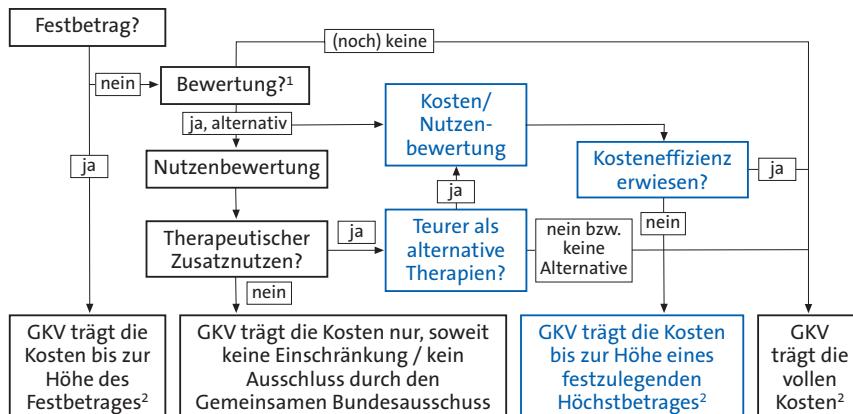 Festbetrag?
(noch) keine
nein
Bewertung?¹
ja, alternativ
Kosten/
Nutzen-
bewertung
ja
Nutzenbewertung
Kosteneffizienz
erwiesen?
ja
ja
nein
Therapeutischer
Zusatznutzen?
ja
Teurer als
alternative
Therapien?
nein bzw.
keine
Alternative
nein
GKV trägt die
Kosten bis zur
Höhe des
Festbetrages²
GKV trägt die Kosten nur, soweit
keine Einschränkung / kein
Ausschluss durch den
Gemeinsamen Bundesausschuss
GKV trägt die Kosten
bis zur Höhe eines
festzulegenden
Höchstbetrages²
GKV
trägt die
vollen
Kosten²